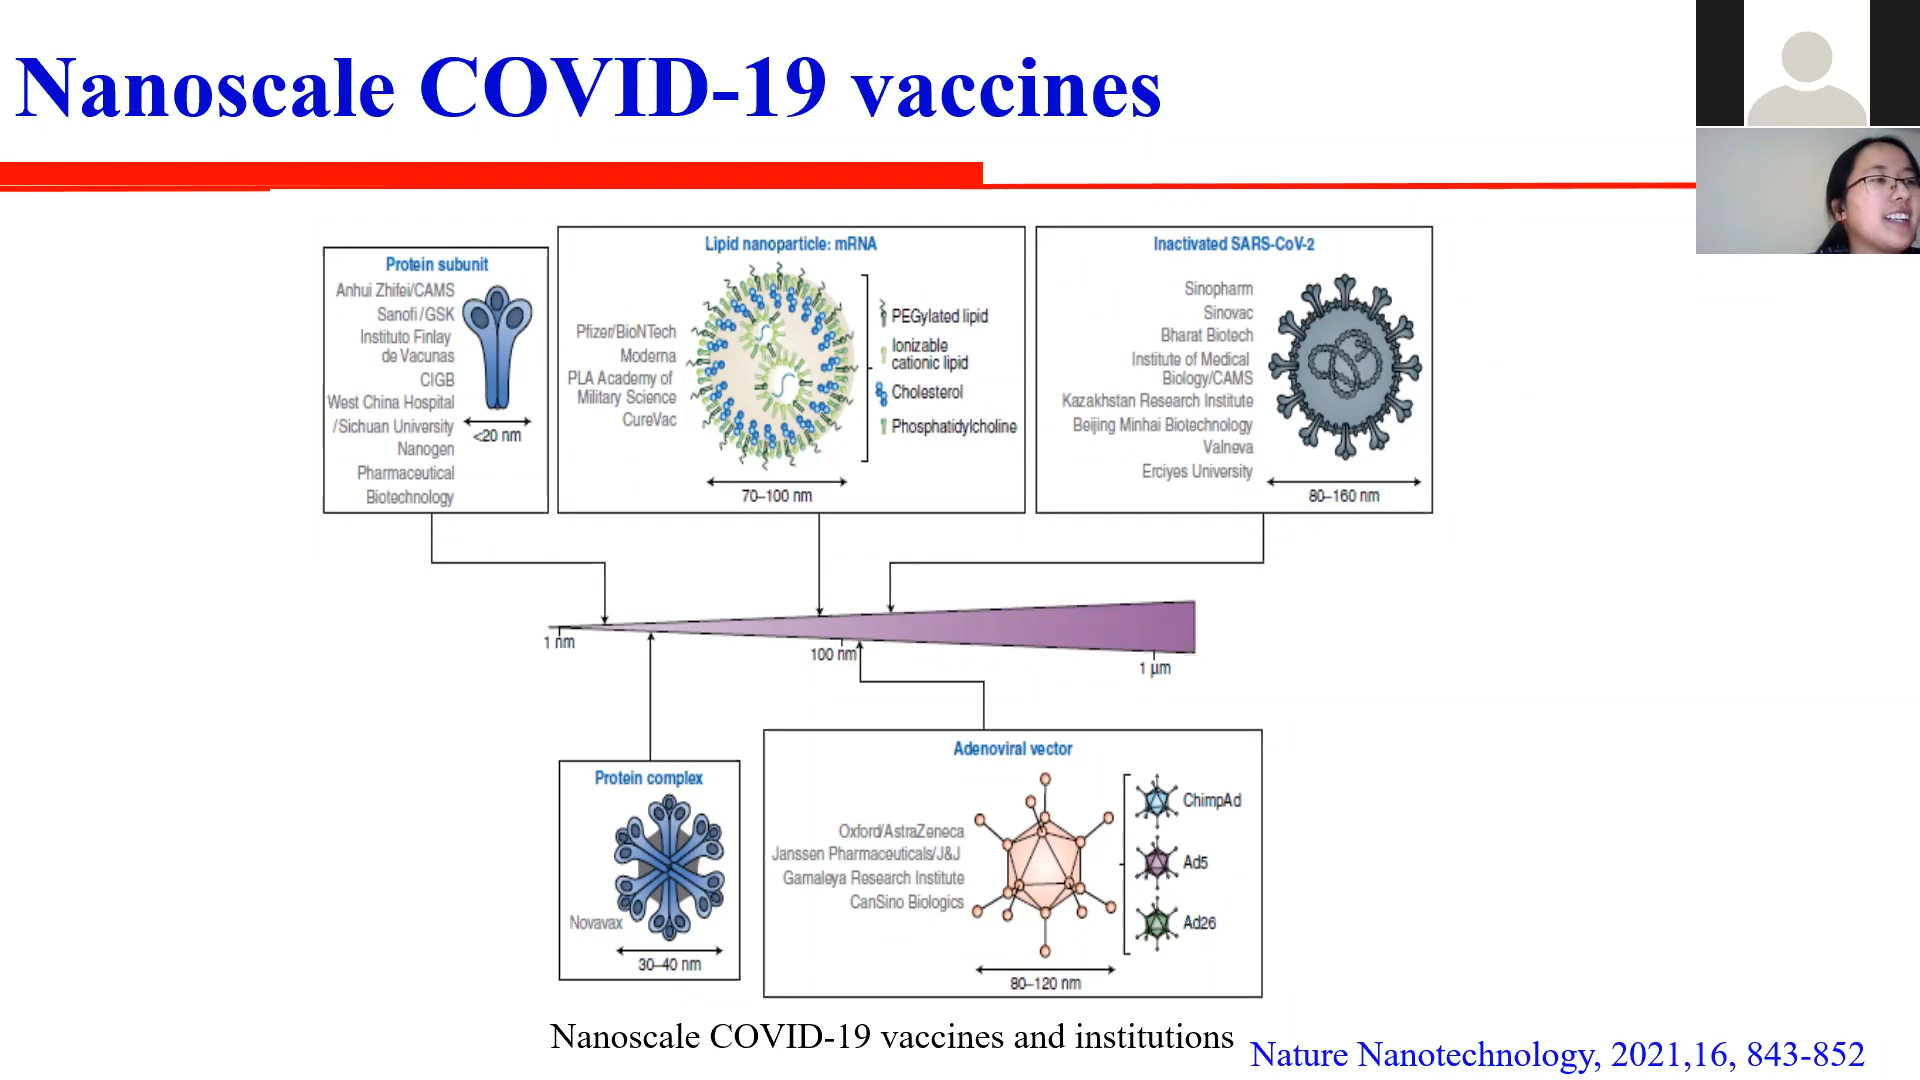 Nanoscale COVID-19 vaccines
Protein subunit
Anhui Zhifei/CAMS
Sanofi/GSK
Instituto Finlay
de Vacunas
CIGB
West China Hospital
/Sichuan University
Nanogen
Pharmaceutical
Biotechnology
<20 nm
Lipid nanoparticle: mRNA
Pfizer/BioNTech
Moderna
PLA Academy of
Military Science
CureVac
PEGylated lipid
Ionizable
cationic lipid
Cholesterol
Phosphatidylcholine
70–100 nm
Inactivated SARS-CoV-2
Sinopharm
Sinovac
Bharat Biotech
Institute of Medical
Biology/CAMS
Kazakhstan Research Institute
Beijing Minhai Biotechnology
Valneva
Erciyes University
80–160 nm
1 nm
100 nm
1 µm
Protein complex
Novavax
30–40 nm
Adenoviral vector
Oxford/AstraZeneca
Janssen Pharmaceuticals/J&J
Gamaleya Research Institute
CanSino Biologics
ChimpAd
Ad5
Ad26
80–120 nm
Nanoscale COVID-19 vaccines and institutions
Nature Nanotechnology, 2021,16, 843-852